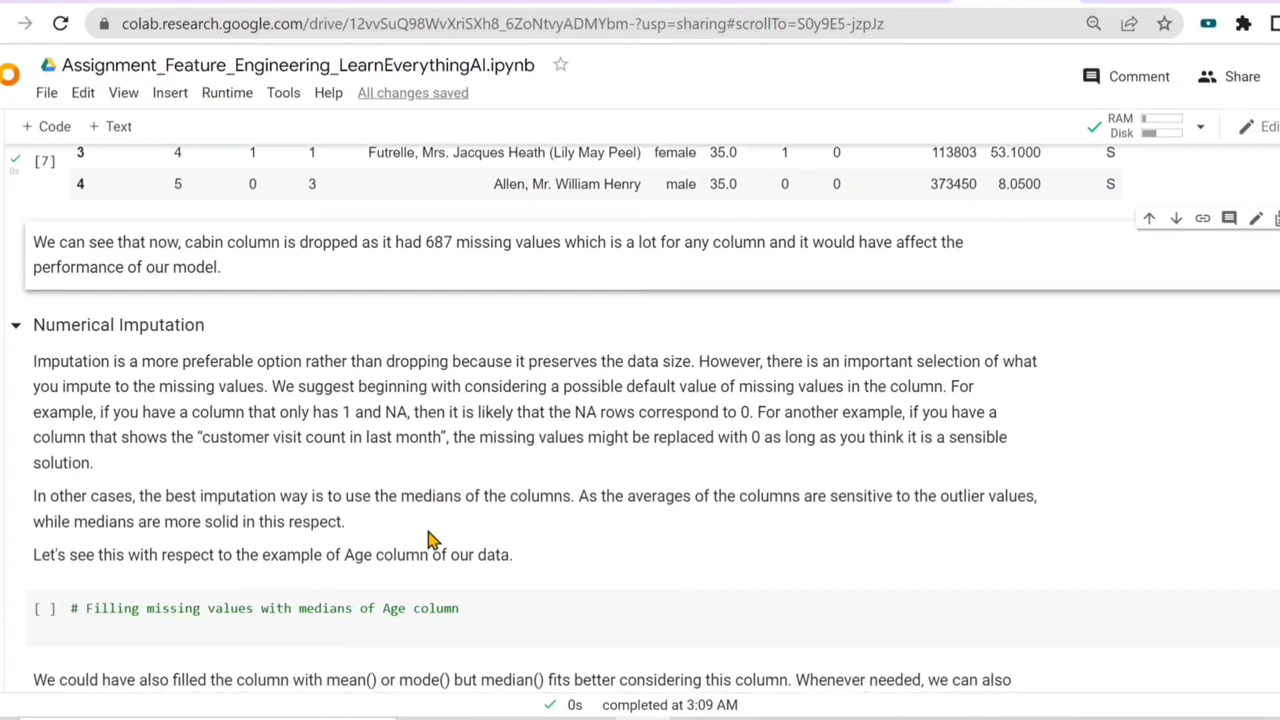 colab.research.google.com/drive/12vvSuQ98WvXriSXh8_6ZoNtvyADMYbm-?usp=sharing#scrollTo=S0y9E5-jzpJz
Assignment_Feature_Engineering_LearnEverythingAI.ipynb
Comment Share
File Edit View Insert Runtime Tools Help All changes saved
+ Code + Text
RAM
Disk
Edi
[7]
3 4 1 1 Futrelle, Mrs. Jacques Heath (Lily May Peel) female 35.0 1 0 113803 53.1000 S
0s
4 5 0 3 Allen, Mr. William Henry male 35.0 0 0 373450 8.0500 S
We can see that now, cabin column is dropped as it had 687 missing values which is a lot for any column and it would have affect the
performance of our model.
Numerical Imputation
Imputation is a more preferable option rather than dropping because it preserves the data size. However, there is an important selection of what
you impute to the missing values. We suggest beginning with considering a possible default value of missing values in the column. For
example, if you have a column that only has 1 and NA, then it is likely that the NA rows correspond to 0. For another example, if you have a
column that shows the “customer visit count in last month”, the missing values might be replaced with 0 as long as you think it is a sensible
solution.
In other cases, the best imputation way is to use the medians of the columns. As the averages of the columns are sensitive to the outlier values,
while medians are more solid in this respect.
Let's see this with respect to the example of Age column of our data.
[ ] # Filling missing values with medians of Age column
We could have also filled the column with mean() or mode() but median() fits better considering this column. Whenever needed, we can also
0s completed at 3:09 AM